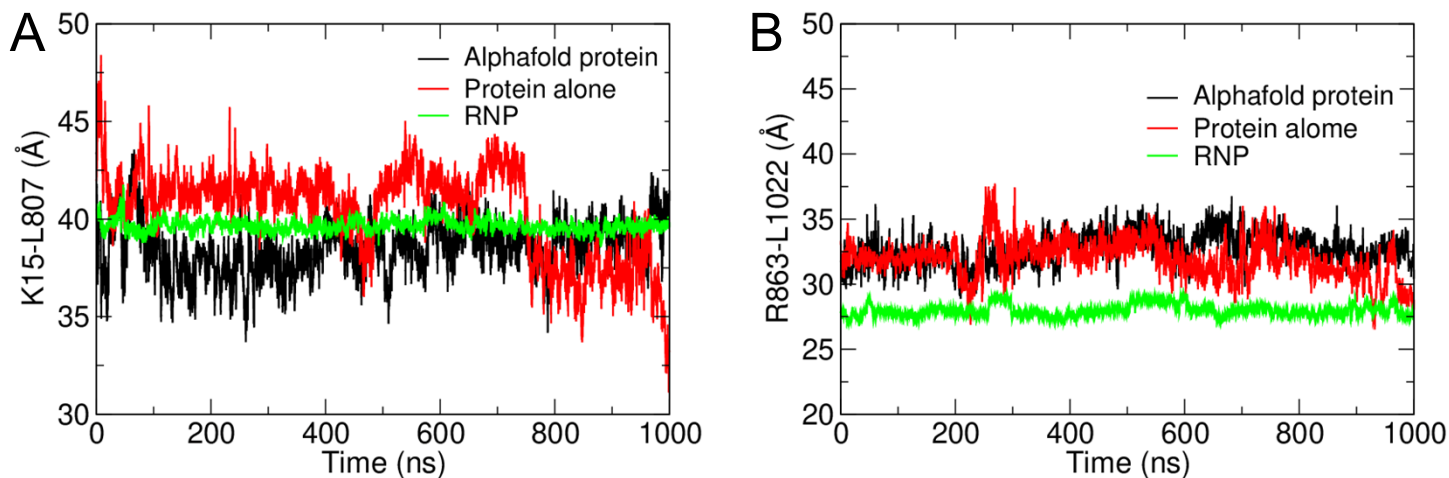 A
K15-L807 (Å)
50
45
40
35
30
Alphafold protein
Protein alone
RNP
0 200 400 600 800 1000
Time (ns)
B
R863-L1022 (Å)
50
45
40
35
30
25
20
Alphafold protein
Protein alome
RNP
0 200 400 600 800 1000
Time (ns)